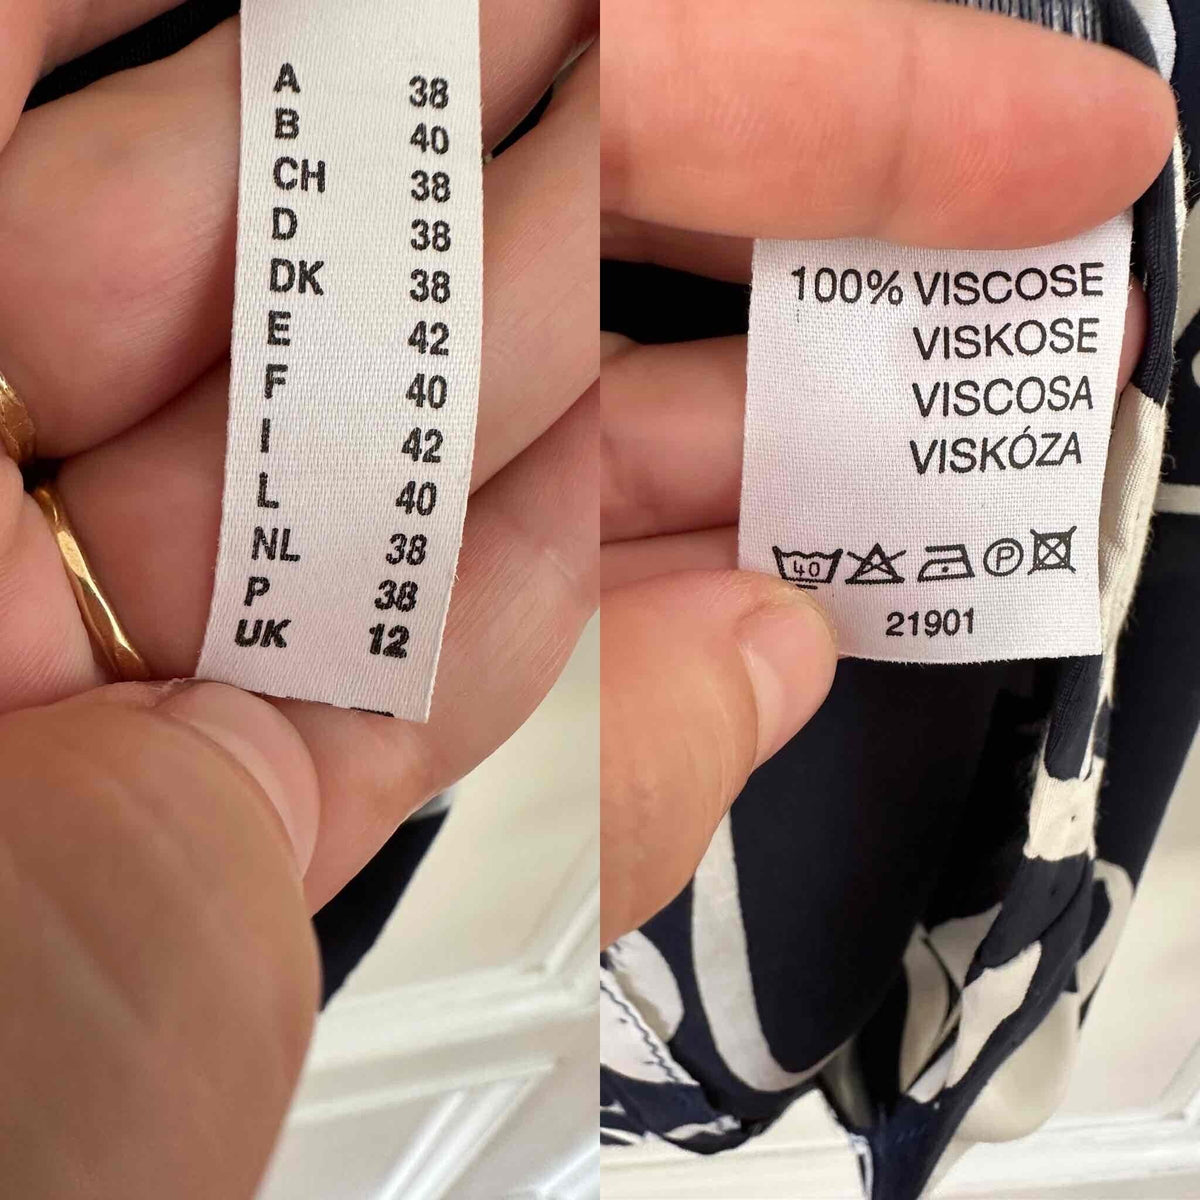 A 38
B 40
CH 38
D 38
DK 38
E 42
F 40
I 42
L 40
NL 38
P 38
UK 12
100% VISCOSE
VISKOSE
VISCOSA
VISKÓZA
40 P
21901